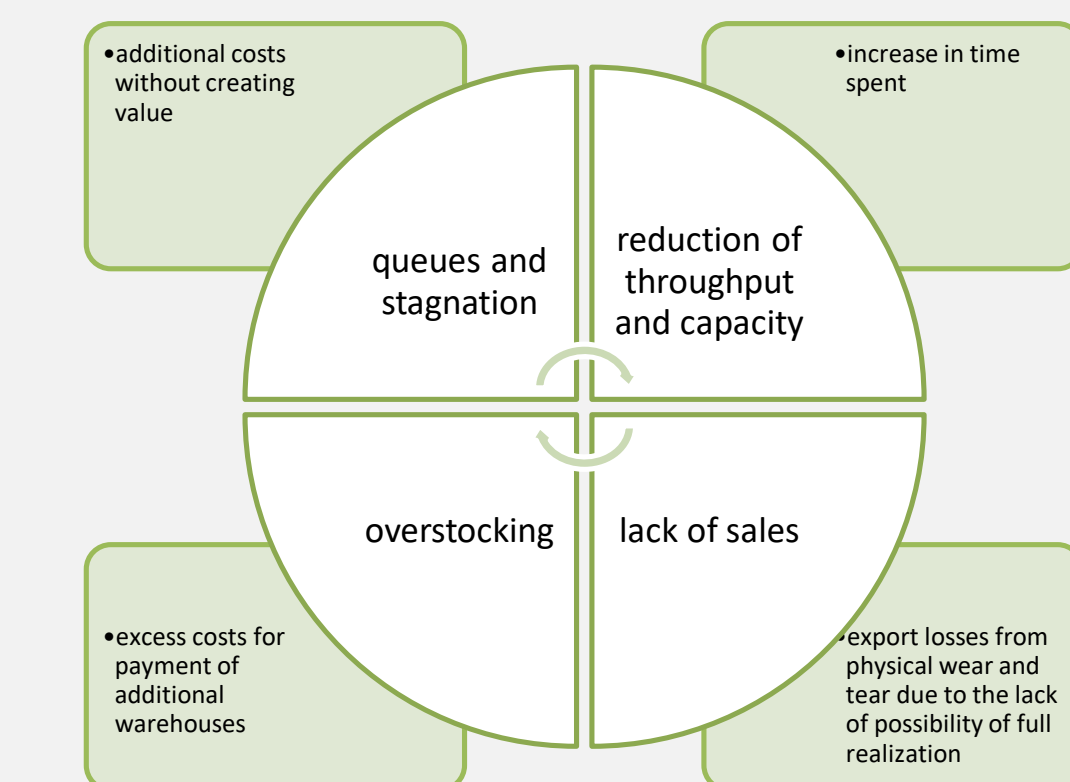 •additional costs
without creating
value
•increase in time
spent
queues and
stagnation
reduction of
throughput
and capacity
overstocking
lack of sales
•excess costs for
payment of
additional
warehouses
•export losses from
physical wear and
tear due to the lack
of possibility of full
realization